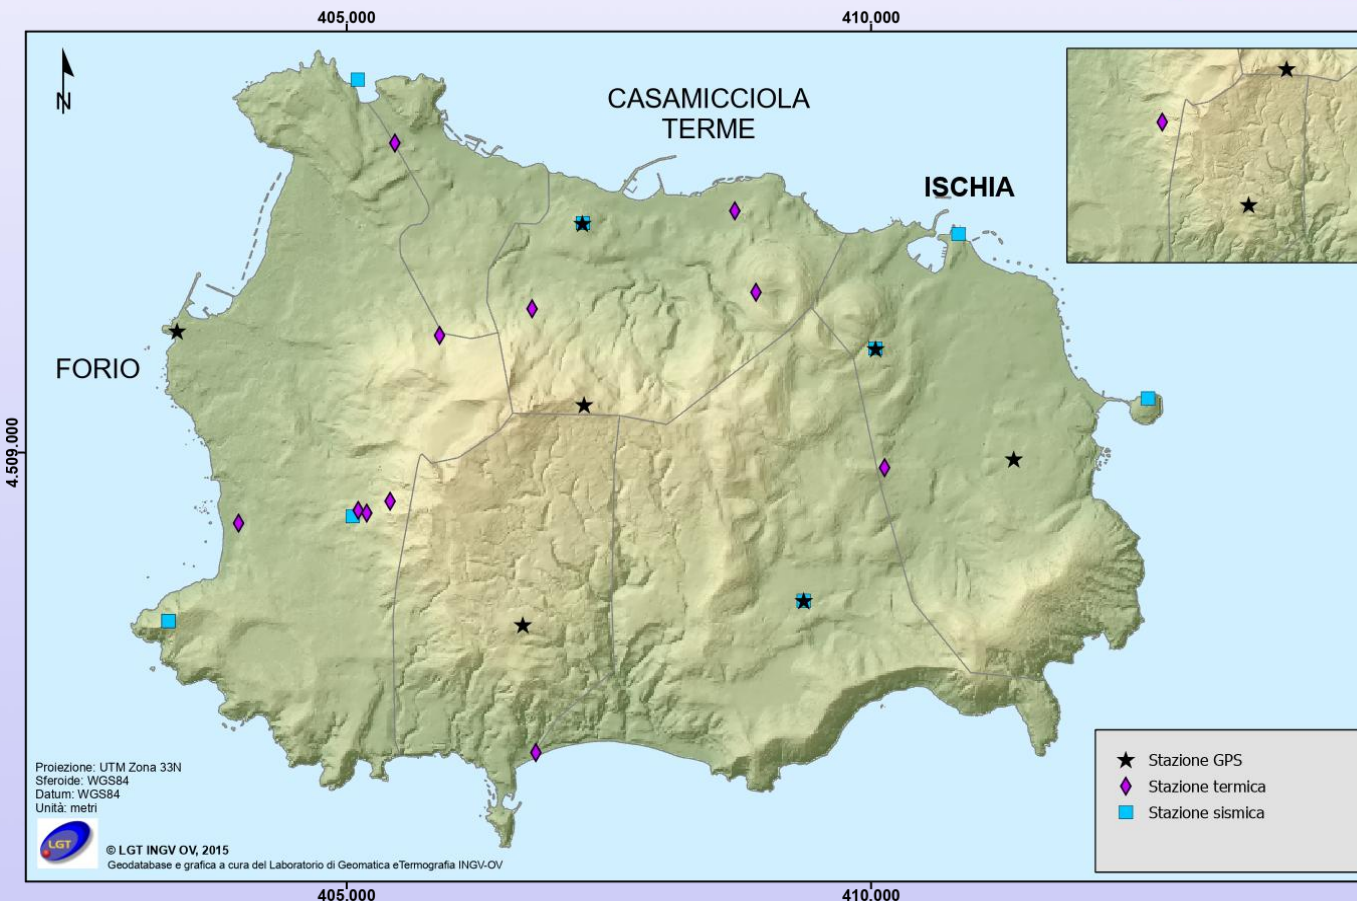 405.000
410.000
N
CASAMICCIOLA
TERME
ISCHIA
FORIO
4.509.000
Proiezione: UTM Zona 33N
Sferoide: WGS84
Datum: WGS84
Unità: metri
LGT
© LGT INGV OV, 2015
Geodatabase e grafica a cura del Laboratorio di Geomatica eTermografia INGV-OV
Stazione GPS
Stazione termica
Stazione sismica
405.000
410.000